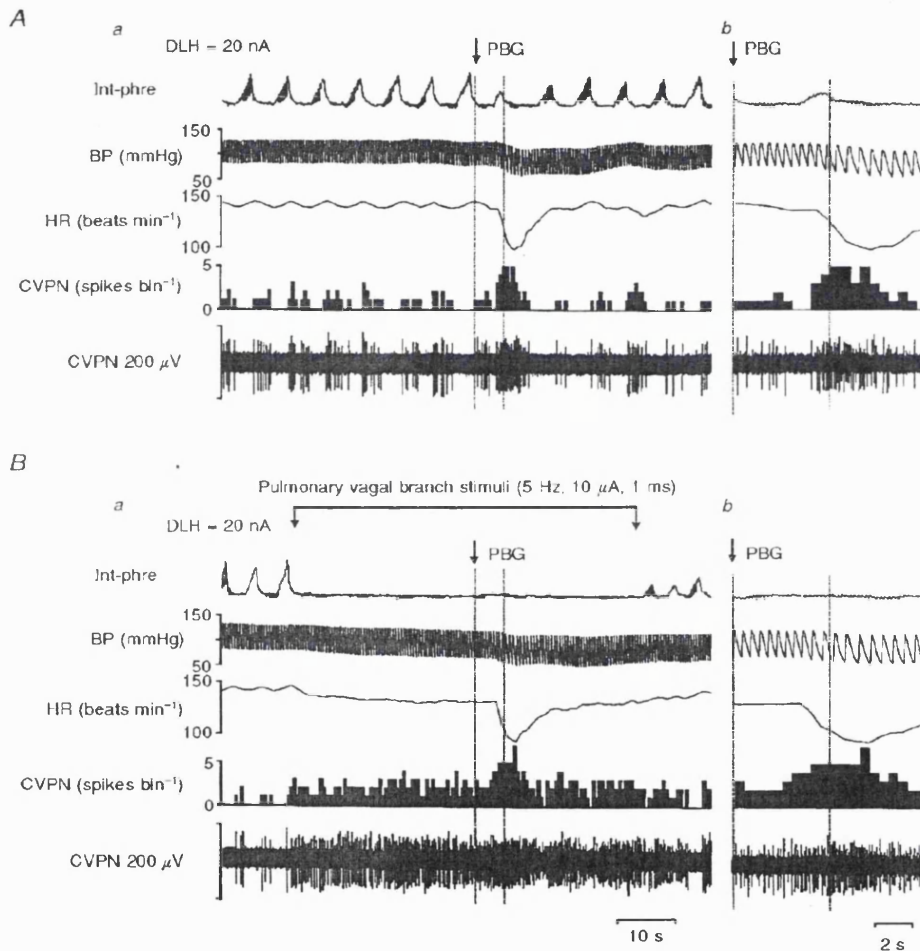 A
a
b
DLH = 20 nA
PBG
PBG
Int-phre
150
BP (mmHg)
50
150
HR (beats min⁻¹)
100
5
CVPN (spikes bin⁻¹)
0
CVPN 200 μV
B
Pulmonary vagal branch stimuli (5 Hz, 10 μA, 1 ms)
a
b
DLH = 20 nA
PBG
PBG
Int-phre
150
BP (mmHg)
50
150
HR (beats min⁻¹)
100
5
CVPN (spikes bin⁻¹)
0
CVPN 200 μV
10 s
2 s